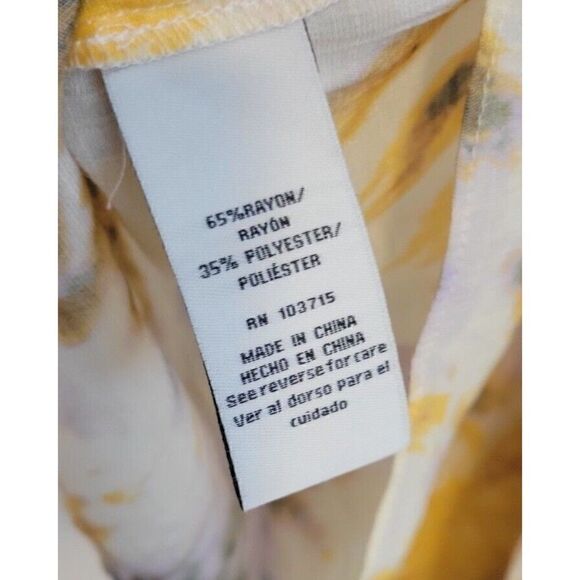 65%RAYON/
RAYÓN
35% POLYESTER/
POLIÉSTER
RN 103715
MADE IN CHINA
HECHO EN CHINA
See reverse for care
Ver al dorso para el
cuidado